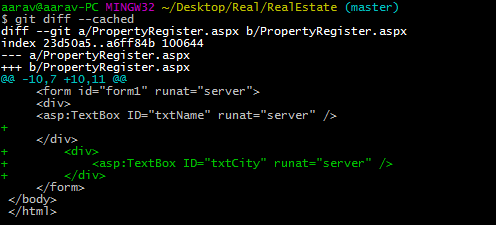 aarav@aarav-PC MINGW32 ~/Desktop/Real/RealEstate (master)
$ git diff --cached
diff --git a/PropertyRegister.aspx b/PropertyRegister.aspx
index 23d50a5..a6ff84b 100644
--- a/PropertyRegister.aspx
+++ b/PropertyRegister.aspx
@@ -10,7 +10,11 @@
     <form id="form1" runat="server">
     <div>
     <asp:TextBox ID="txtName" runat="server" />
+
     </div>
+        <div>
+            <asp:TextBox ID="txtCity" runat="server" />
+        </div>
     </form>
 </body>
 </html>